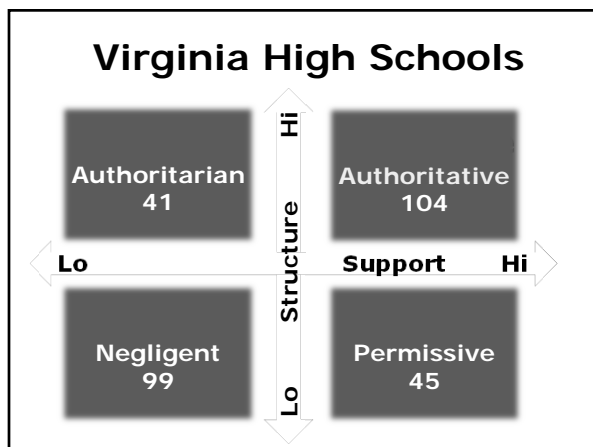 Virginia High Schools
Hi
Authoritarian
41
Authoritative
104
Structure
Lo
Support
Hi
Negligent
99
Permissive
45
Lo